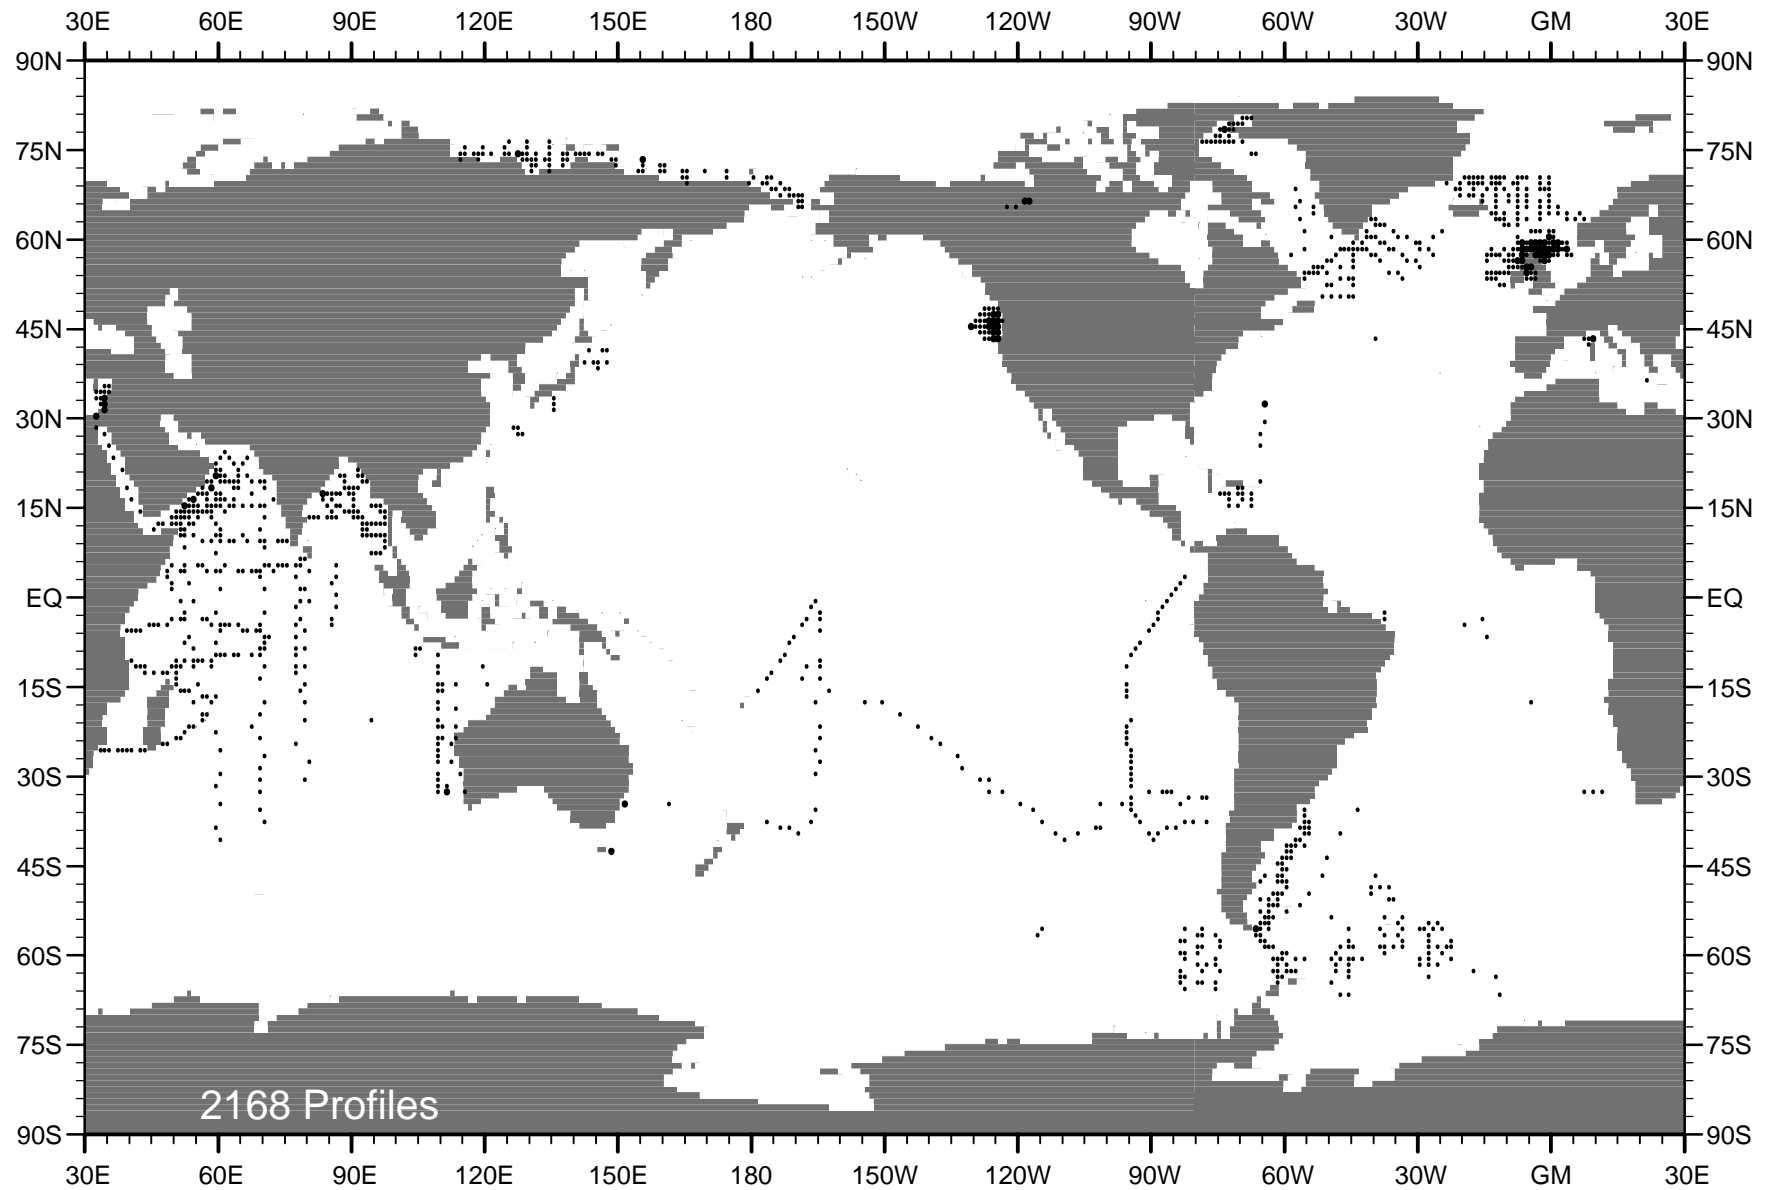 30E 60E 90E 120E 150E 180 150W 120W 90W 60W 30W GM 30E
90N 90N
75N 75N
60N 60N
45N 45N
30N 30N
15N 15N
EQ EQ
15S 15S
30S 30S
45S 45S
60S 60S
75S 75S
2168 Profiles
90S 90S
30E 60E 90E 120E 150E 180 150W 120W 90W 60W 30W GM 30E